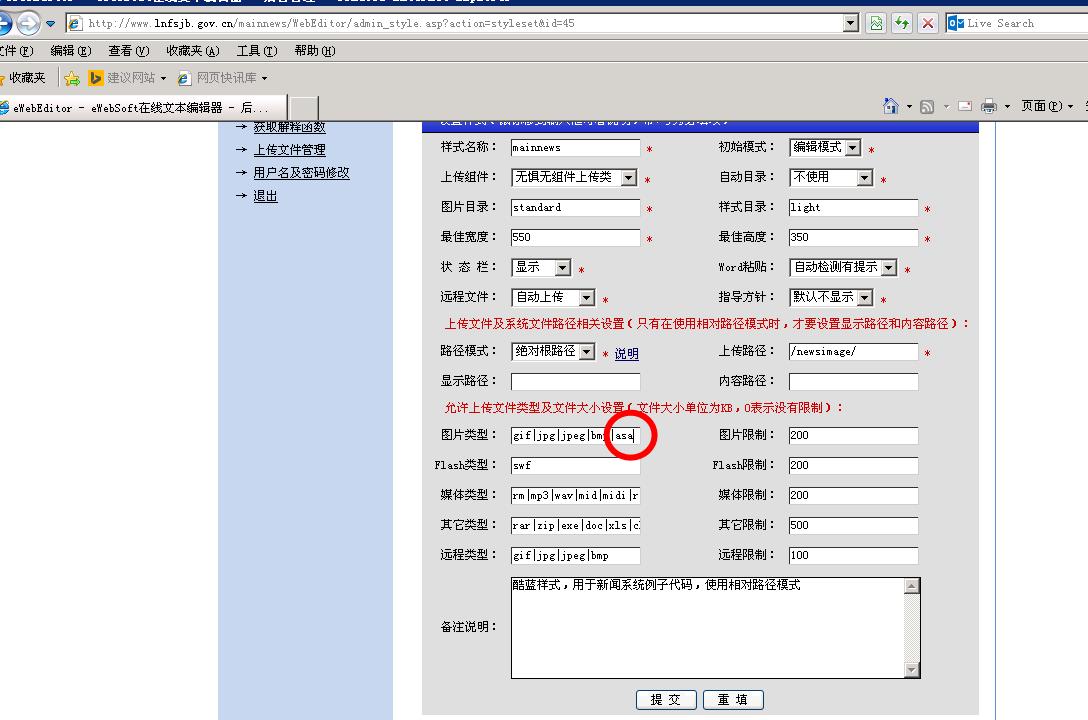 http://www.lnfsjb.gov.cn/mainnews/WebEditor/admin_style.asp?action=styleset&id=45
Live Search
文件(F) 编辑(E) 查看(V) 收藏夹(A) 工具(T) 帮助(H)
收藏夹 建议网站 网页快讯库
eWebEditor - eWebSoft在线文本编辑器 - 后...
页面(P)
→ 获取解释函数
→ 上传文件管理
→ 用户名及密码修改
→ 退出
样式名称： mainnews * 初始模式： 编辑模式 *
上传组件： 无惧无组件上传类 * 自动目录： 不使用 *
图片目录： standard * 样式目录： light *
最佳宽度： 550 * 最佳高度： 350 *
状 态 栏： 显示 * Word粘贴： 自动检测有提示 *
远程文件： 自动上传 * 指导方针： 默认不显示 *
上传文件及系统文件路径相关设置（只有在使用相对路径模式时，才要设置显示路径和内容路径）：
路径模式： 绝对根路径 * 说明 上传路径： /newsimage/ *
显示路径： 内容路径：
允许上传文件类型及文件大小设置（文件大小单位为KB，0表示没有限制）：
图片类型： gif|jpg|jpeg|bmp|asa 图片限制： 200
Flash类型： swf Flash限制： 200
媒体类型： rm|mp3|wav|mid|midi|r 媒体限制： 200
其它类型： rar|zip|exe|doc|xls|c 其它限制： 500
远程类型： gif|jpg|jpeg|bmp 远程限制： 100
备注说明： 酷蓝样式，用于新闻系统例子代码，使用相对路径模式
提 交 重 填